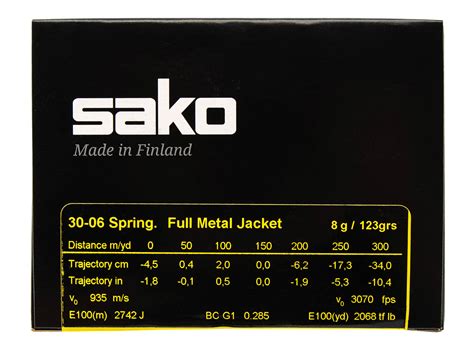 sako
Made in Finland
30-06 Spring. Full Metal Jacket 8 g / 123grs
Distance m/yd 0 50 100 150 200 250 300
Trajectory cm -4,5 0,4 2,0 0,0 -6,2 -17,3 -34,0
Trajectory in -1,8 -0,1 0,5 0,0 -1,9 -5,3 -10,4
v₀ 935 m/s v₀ 3070 fps
E100(m) 2742 J BC G1 0.285 E100(yd) 2068 tf lb